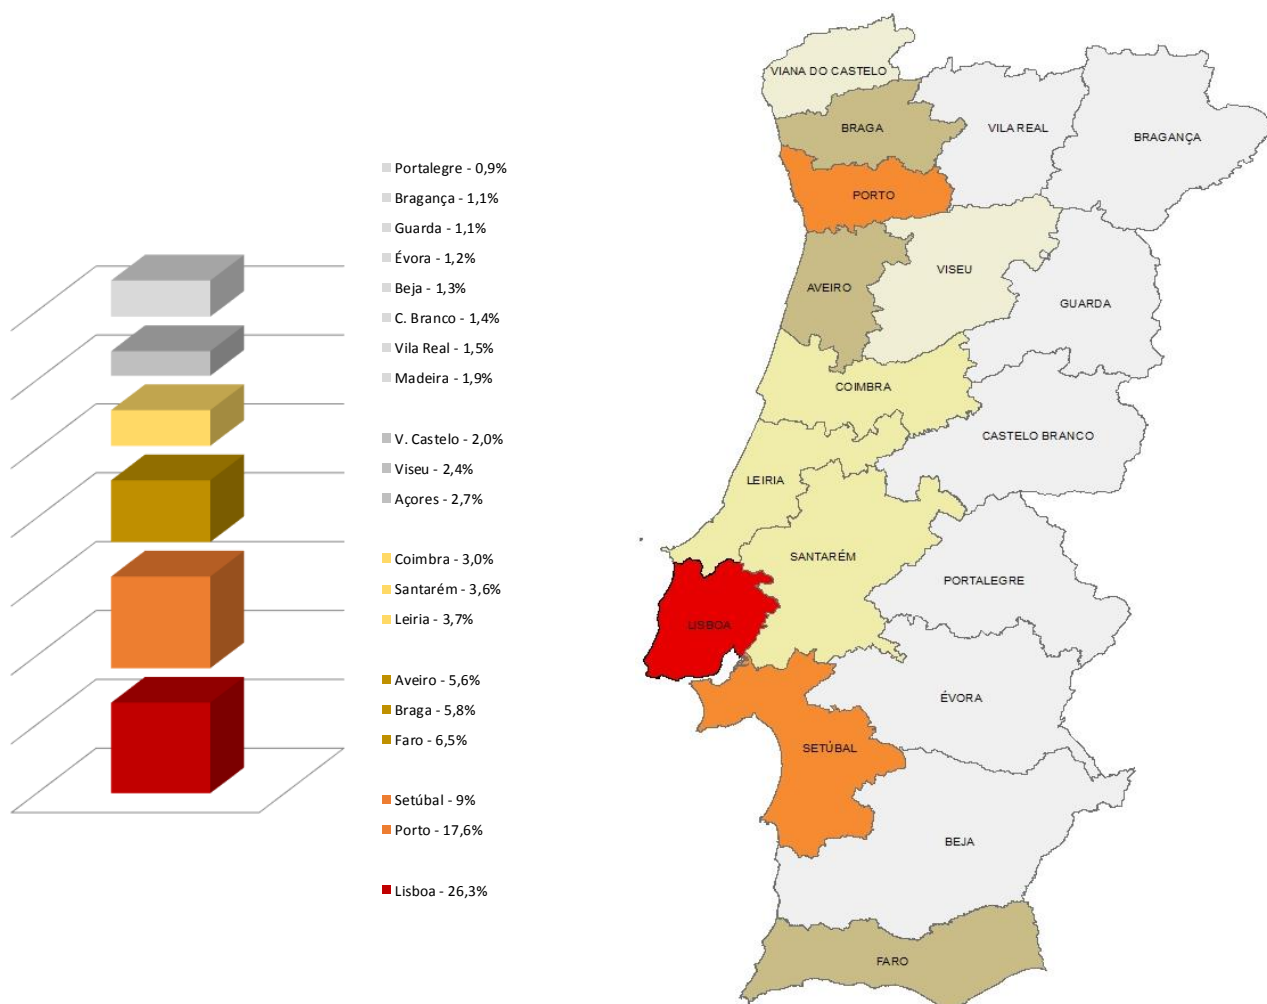 Portalegre - 0,9%
Bragança - 1,1%
Guarda - 1,1%
Évora - 1,2%
Beja - 1,3%
C. Branco - 1,4%
Vila Real - 1,5%
Madeira - 1,9%
V. Castelo - 2,0%
Viseu - 2,4%
Açores - 2,7%
Coimbra - 3,0%
Santarém - 3,6%
Leiria - 3,7%
Aveiro - 5,6%
Braga - 5,8%
Faro - 6,5%
Setúbal - 9%
Porto - 17,6%
Lisboa - 26,3%
VIANA DO CASTELO
BRAGA
VILA REAL
BRAGANÇA
PORTO
VISEU
AVEIRO
GUARDA
COIMBRA
CASTELO BRANCO
LEIRIA
SANTARÉM
PORTALEGRE
LISBOA
ÉVORA
SETÚBAL
BEJA
FARO